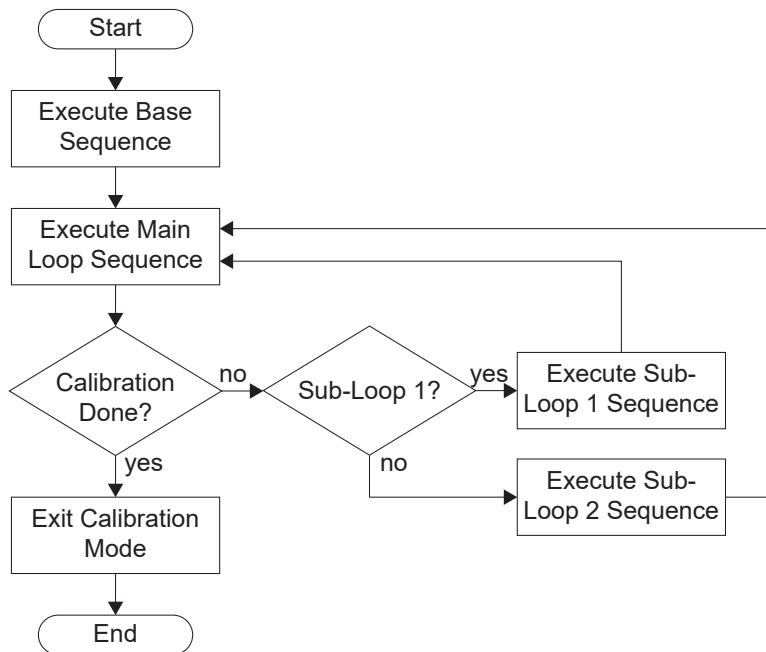 Start
Execute Base
Sequence
Execute Main
Loop Sequence
Calibration
Done?
no
Sub-Loop 1?
yes
Execute Sub-
Loop 1 Sequence
yes
no
Execute Sub-
Loop 2 Sequence
Exit Calibration
Mode
End